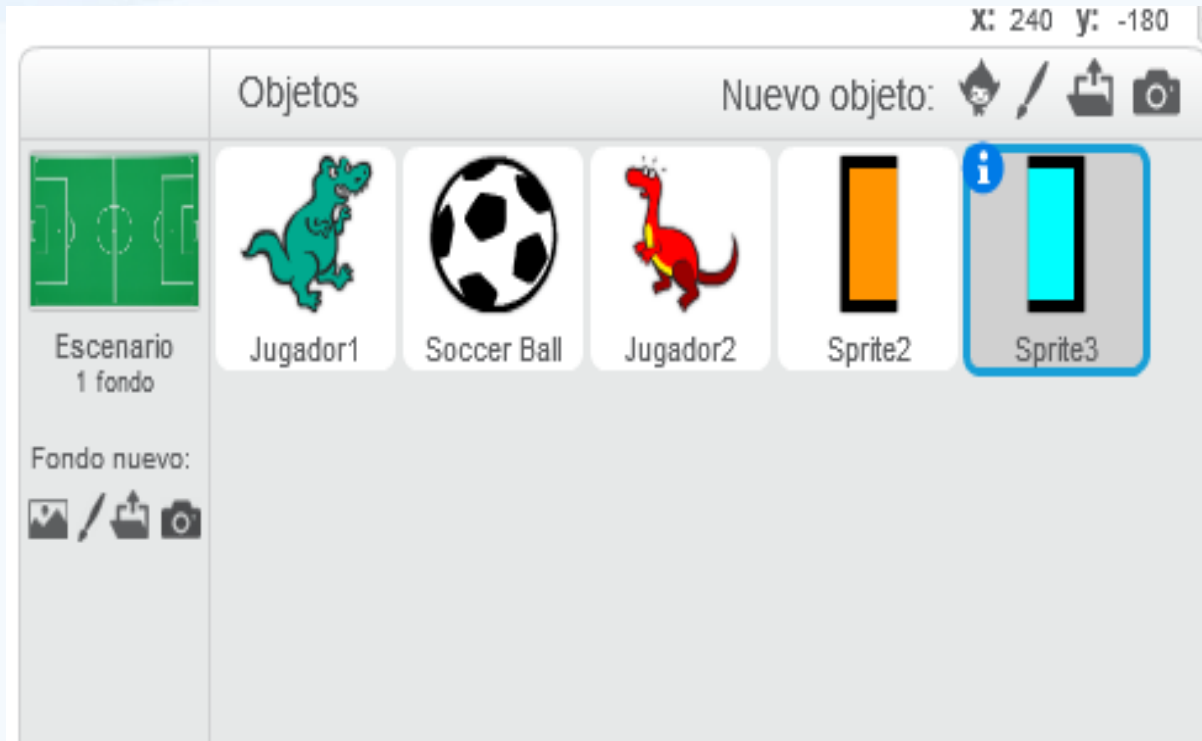 x: 240 y: -180
Objetos
Nuevo objeto:
Escenario
1 fondo
Fondo nuevo:
Jugador1
Soccer Ball
Jugador2
Sprite2
i
Sprite3